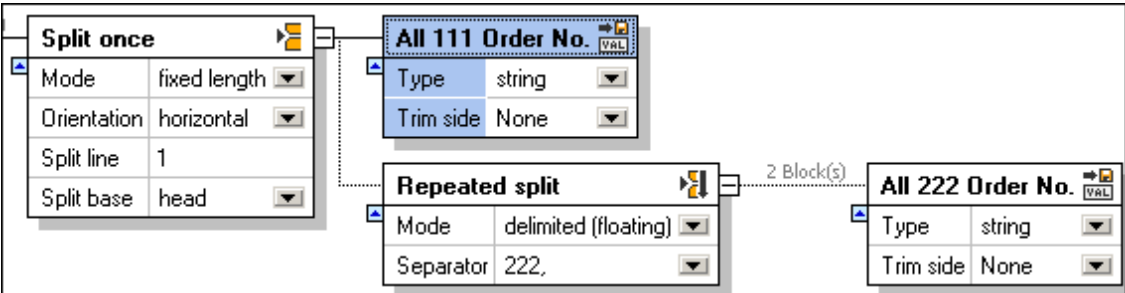 Split once
Mode fixed length
Orientation horizontal
Split line 1
Split base head
All 111 Order No. VAL
Type string
Trim side None
Repeated split
Mode delimited (floating)
Separator 222,
2 Block(s)
All 222 Order No. VAL
Type string
Trim side None